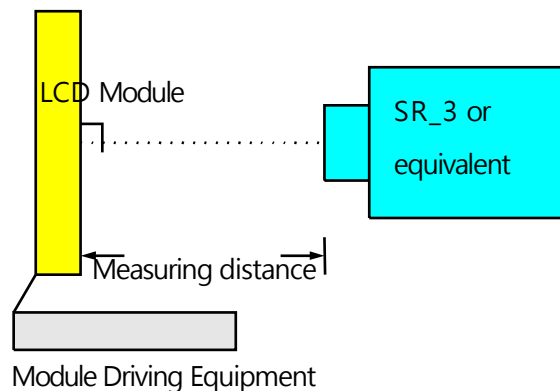 LCD Module
SR_3 or
equivalent
Measuring distance
Module Driving Equipment